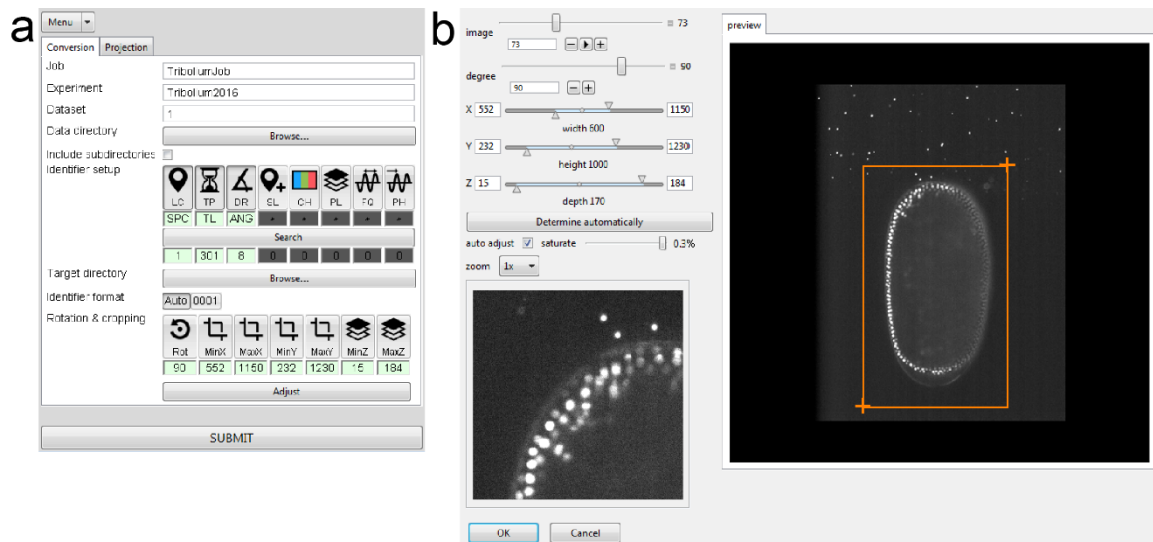 a
Menu
Conversion Projection
Job TriboliumJob
Experiment Tribolium2016
Dataset 1
Data directory Browse...
Include subdirectories
Identifier setup
LC TP DR SL CH PL FQ PH
SPC TL ANG - - - - -
Search
1 301 8 0 0 0 0 0
Target directory Browse...
Identifier format Auto 0001
Rotation & cropping
Rot MinX MaxX MinY MaxY MinZ MaxZ
90 552 1150 232 1230 15 184
Adjust
SUBMIT
b
image 73
73
degree 90
90
X 552 1150
width 600
Y 232 1230
height 1000
Z 15 184
depth 170
Determine automatically
auto adjust saturate 0.3%
zoom 1x
OK Cancel
preview